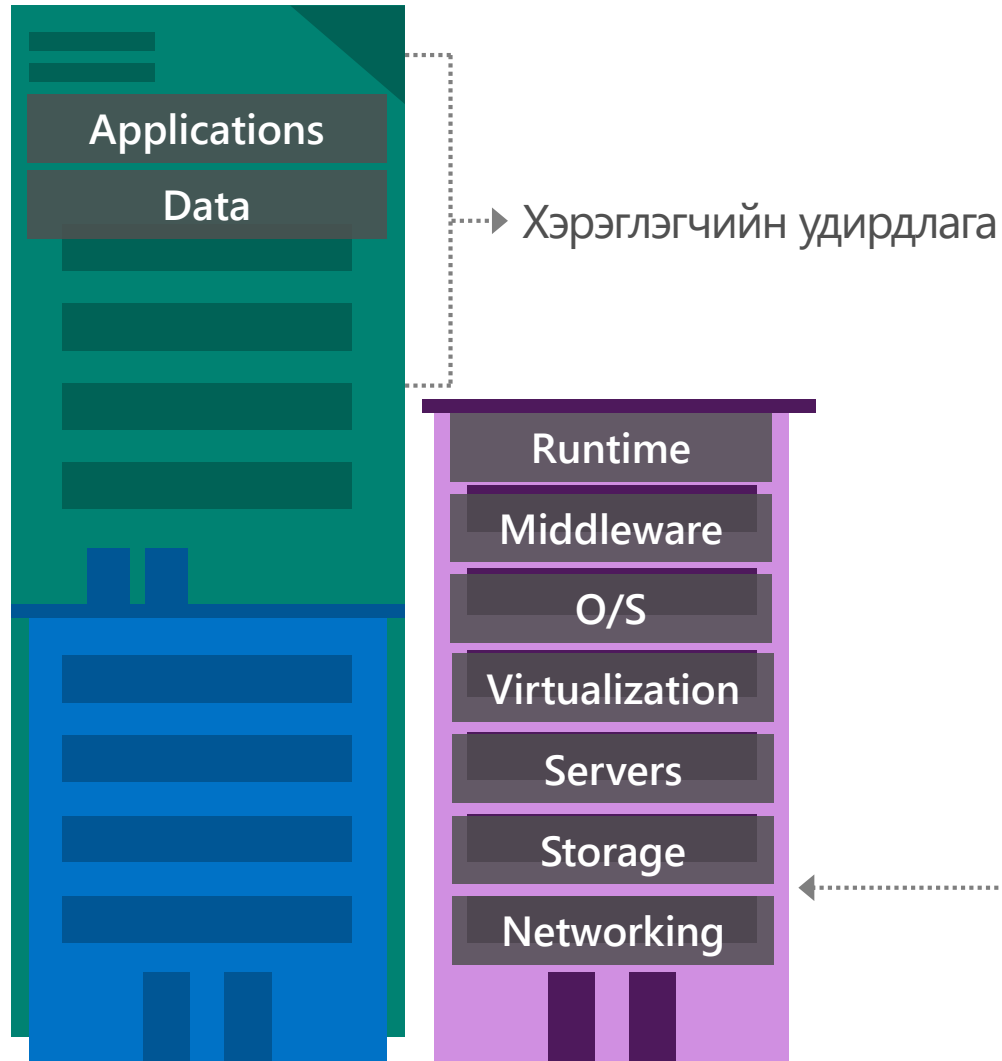 Applications
Data
Хэрэглэгчийн удирдлага
Runtime
Middleware
O/S
Virtualization
Servers
Storage
Networking